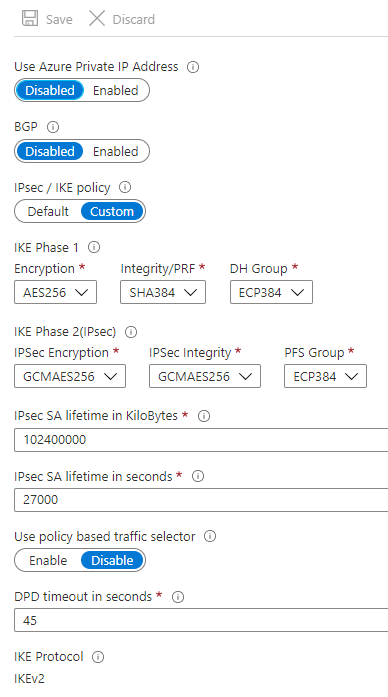 Save Discard
Use Azure Private IP Address
Disabled Enabled
BGP
Disabled Enabled
IPsec / IKE policy
Default Custom
IKE Phase 1
Encryption * Integrity/PRF * DH Group *
AES256 SHA384 ECP384
IKE Phase 2(IPsec)
IPSec Encryption * IPSec Integrity * PFS Group *
GCMAES256 GCMAES256 ECP384
IPsec SA lifetime in KiloBytes *
102400000
IPsec SA lifetime in seconds *
27000
Use policy based traffic selector
Enable Disable
DPD timeout in seconds *
45
IKE Protocol
IKEv2